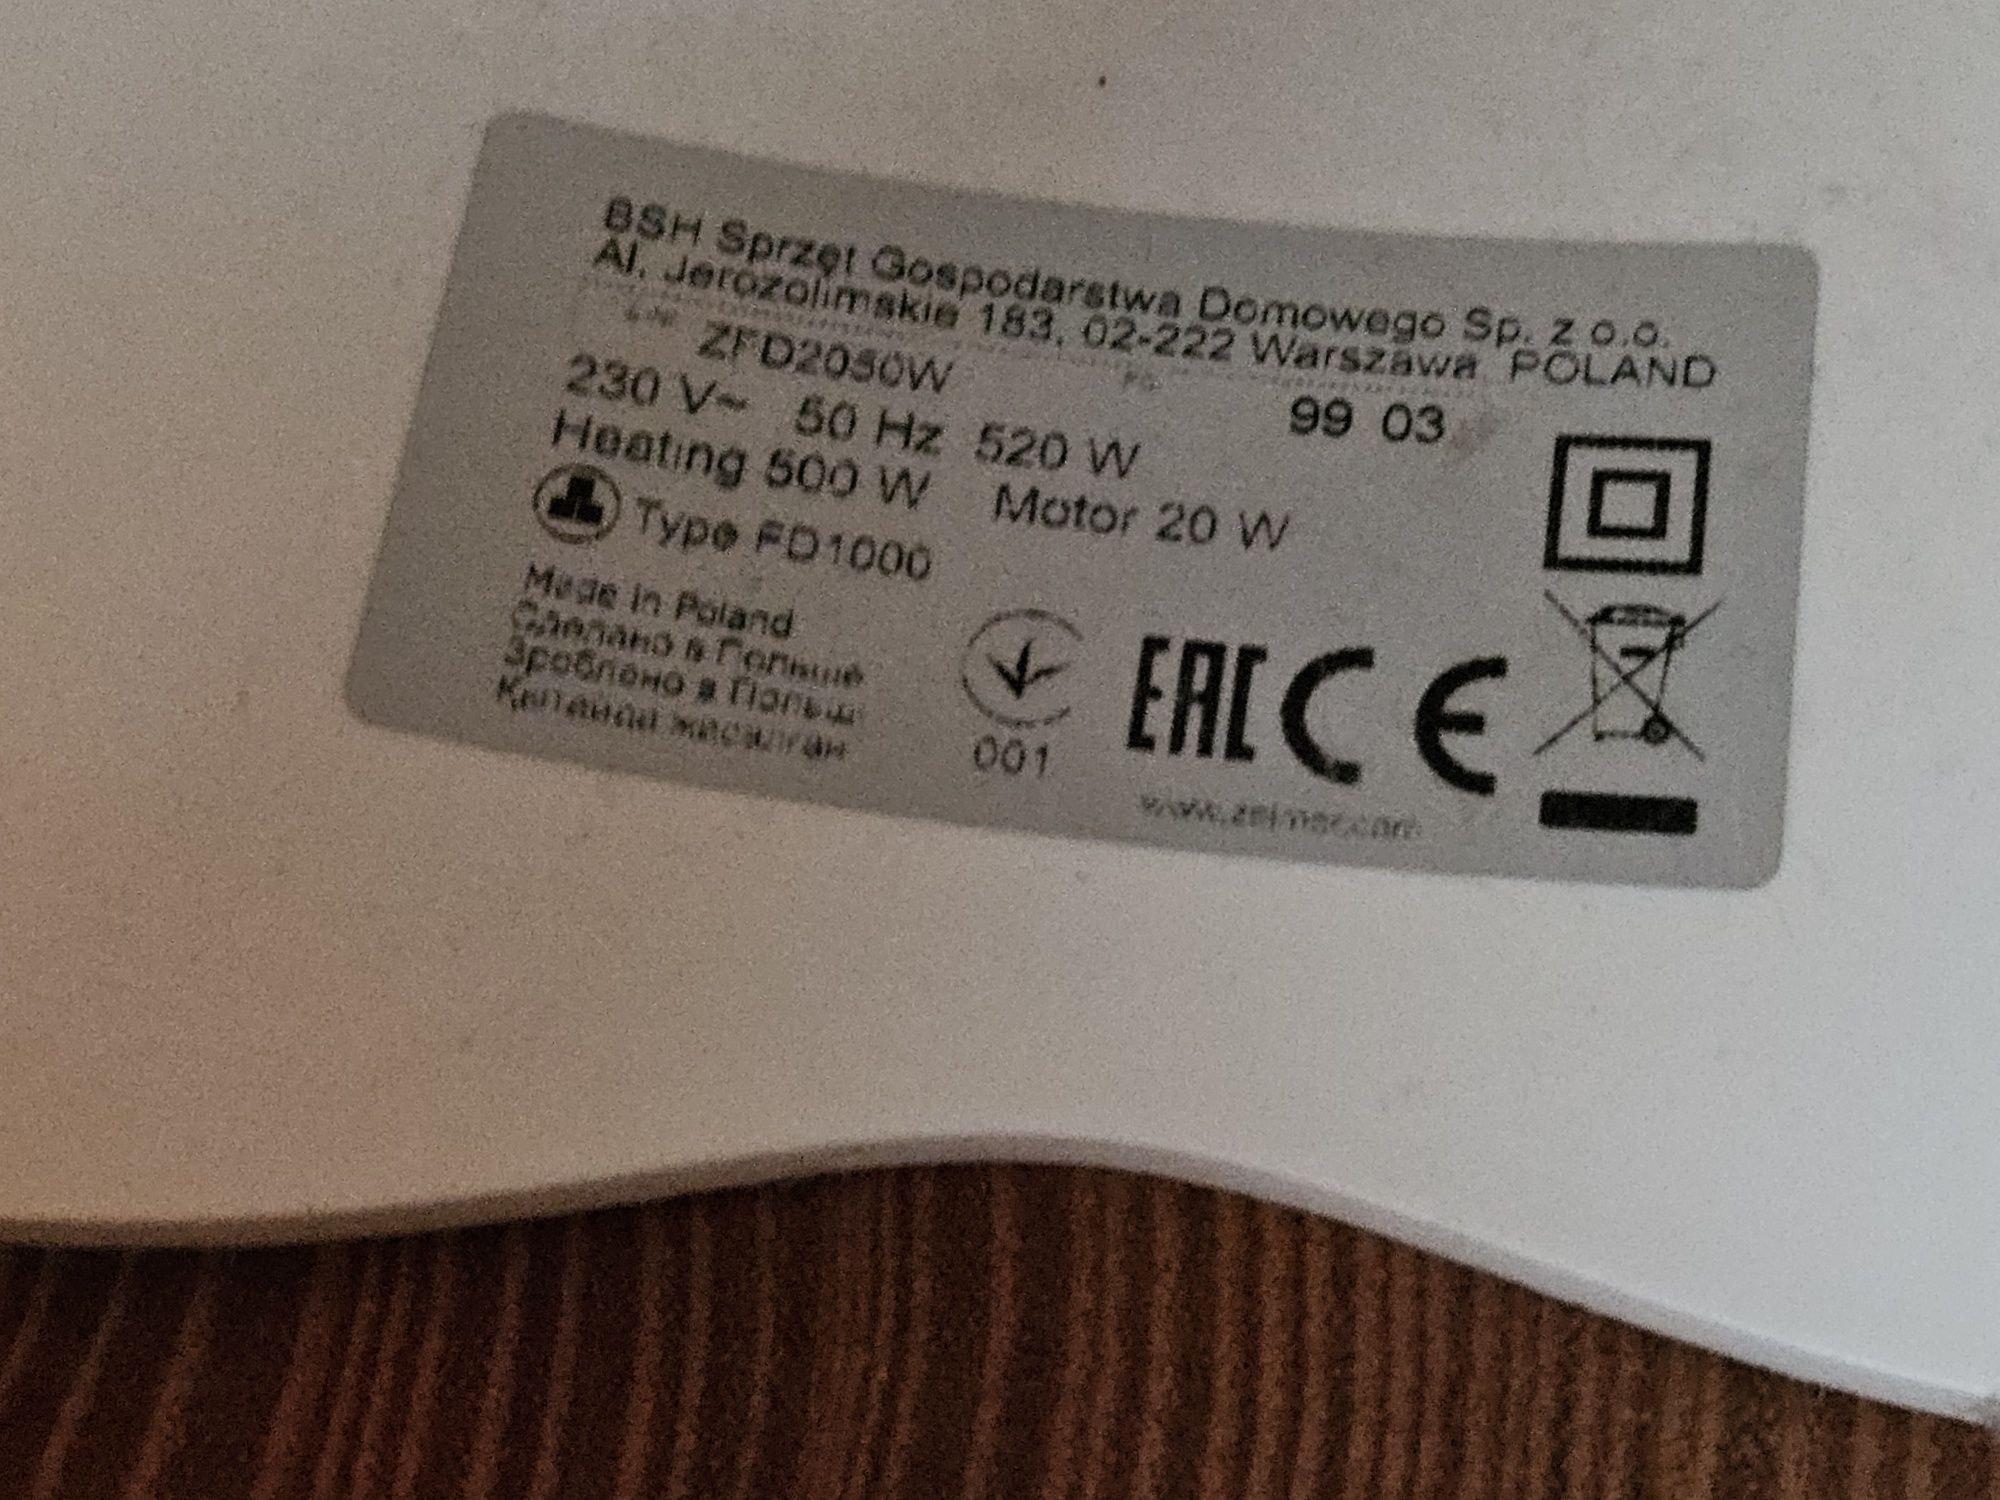 BSH Sprzęt Gospodarstwa Domowego Sp. z o.o.
Al. Jerozolimskie 183, 02-222 Warszawa POLAND
ZFD2050W FD 99 03
230 V~ 50 Hz 520 W
Heating 500 W Motor 20 W
Type FD1000
Made in Poland
Сделано в Польше
Зроблено в Польщі
жасалған
001
EAC CE
www.zelmer.com